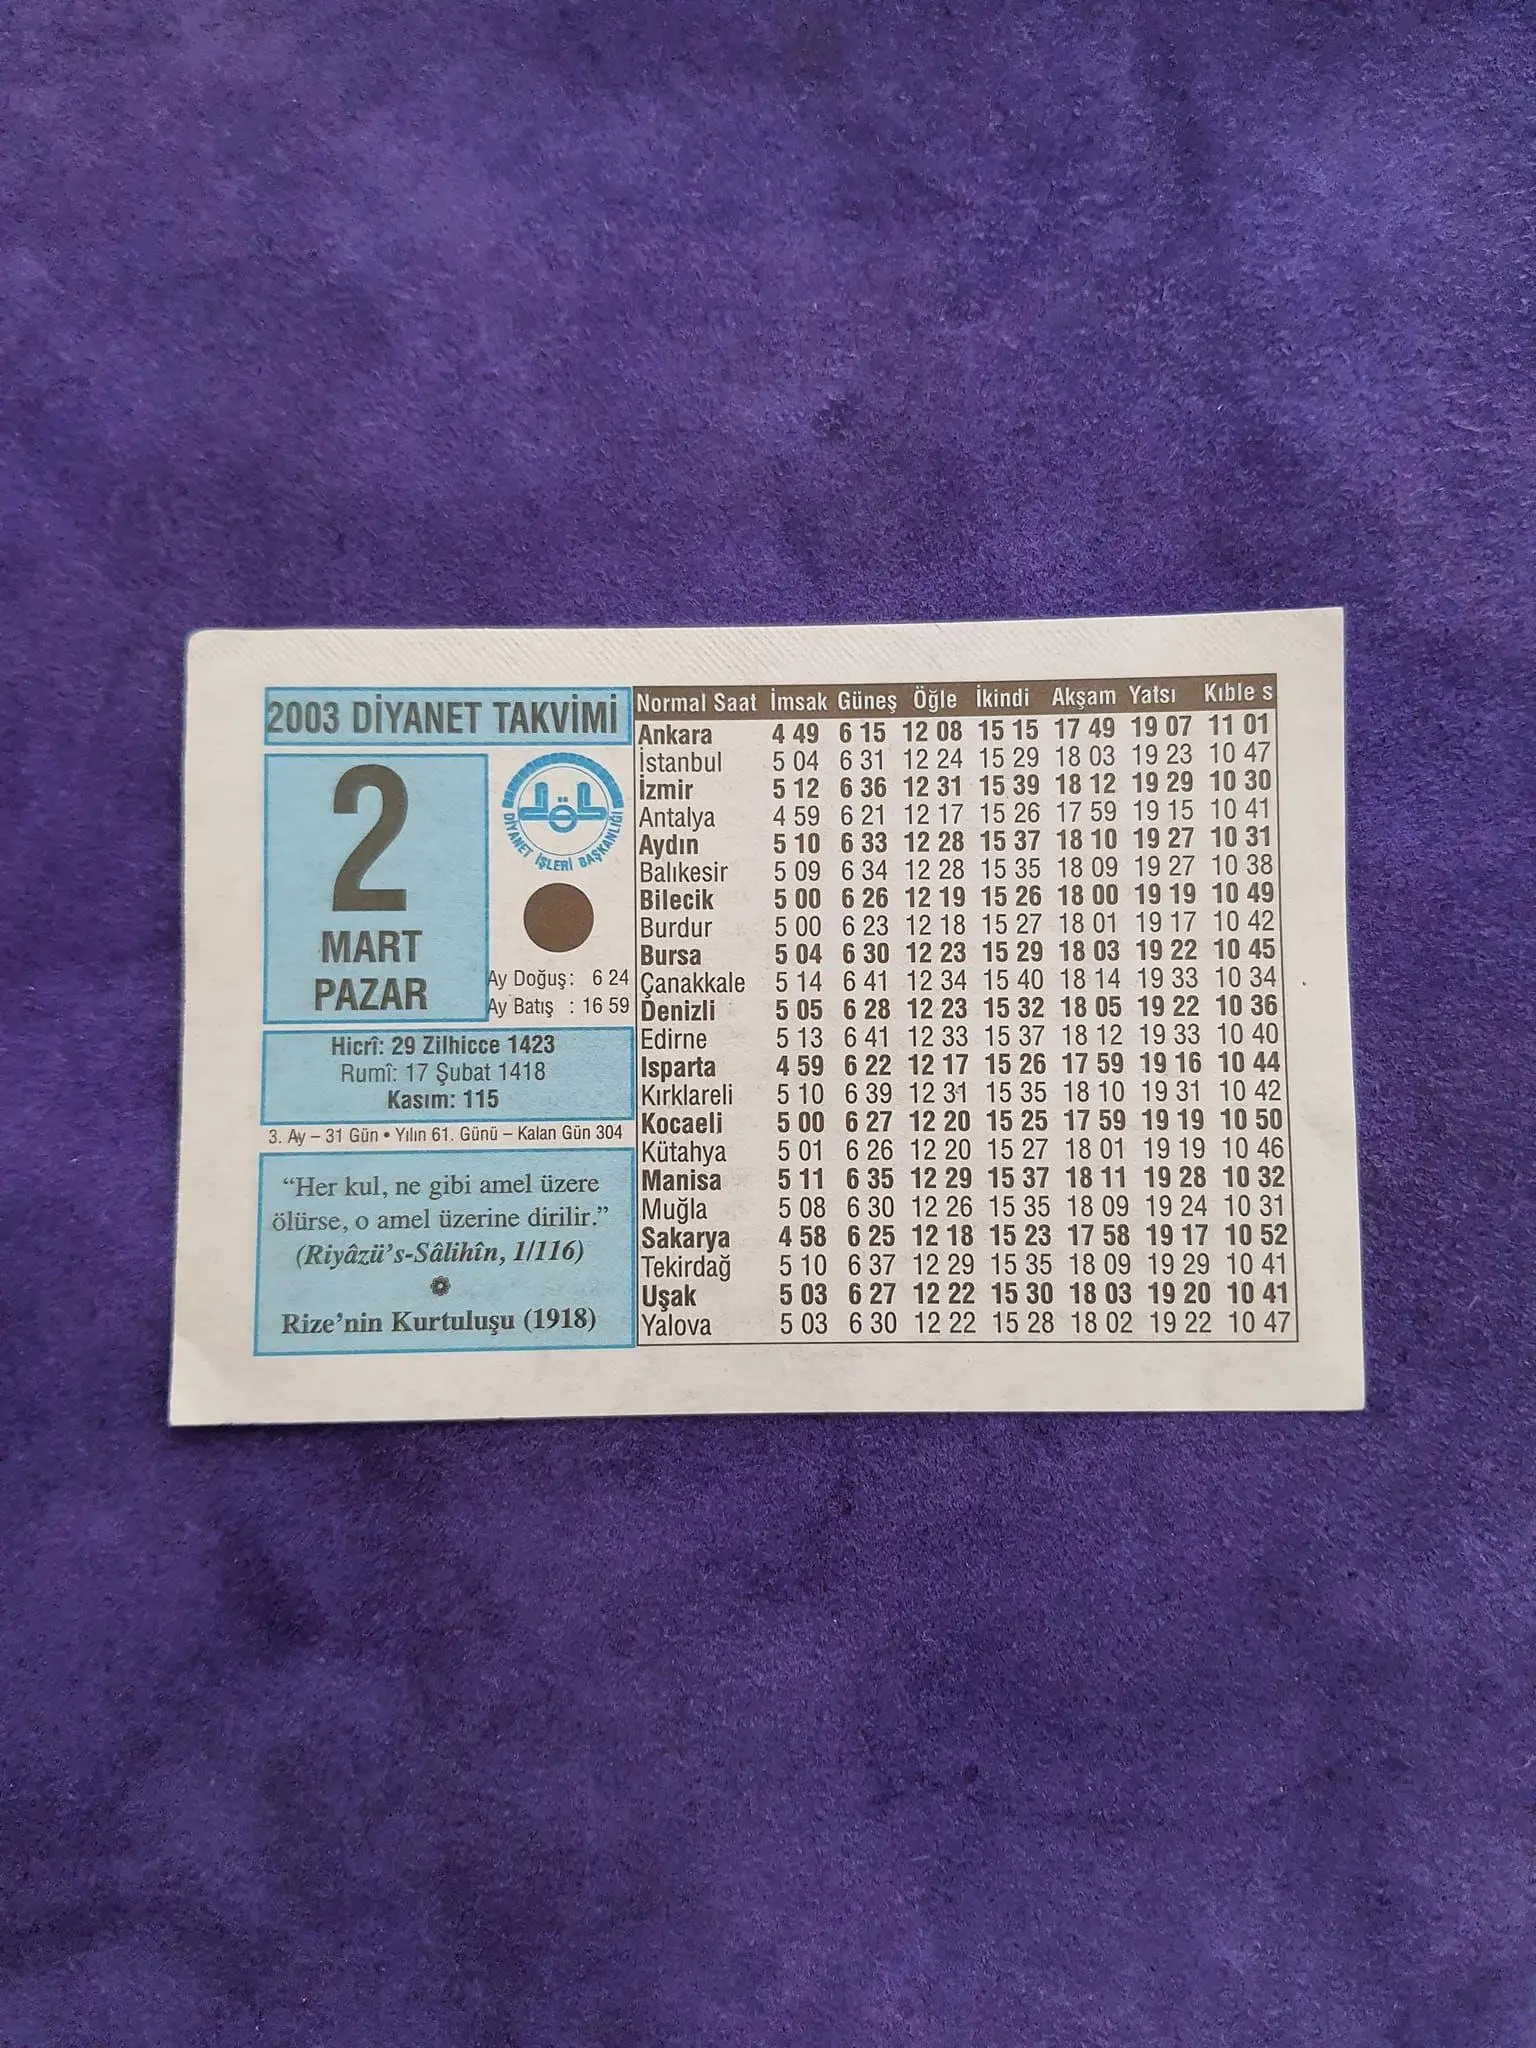 2003 DİYANET TAKVİMİ
2
MART
PAZAR
DİYANET İŞLERİ BAŞKANLIĞI
Ay Doğuş: 6 24
Ay Batış : 16 59
Hicrî: 29 Zilhicce 1423
Rumî: 17 Şubat 1418
Kasım: 115
3. Ay – 31 Gün • Yılın 61. Günü – Kalan Gün 304
“Her kul, ne gibi amel üzere
ölürse, o amel üzerine dirilir.”
(Riyâzü’s-Sâlihîn, 1/116)
Rize’nin Kurtuluşu (1918)
Normal Saat İmsak Güneş Öğle İkindi Akşam Yatsı Kıble s
Ankara 4 49 6 15 12 08 15 15 17 49 19 07 11 01
İstanbul 5 04 6 31 12 24 15 29 18 03 19 23 10 47
İzmir 5 12 6 36 12 31 15 39 18 12 19 29 10 30
Antalya 4 59 6 21 12 17 15 26 17 59 19 15 10 41
Aydın 5 10 6 33 12 28 15 37 18 10 19 27 10 31
Balıkesir 5 09 6 34 12 28 15 35 18 09 19 27 10 38
Bilecik 5 00 6 26 12 19 15 26 18 00 19 19 10 49
Burdur 5 00 6 23 12 18 15 27 18 01 19 17 10 42
Bursa 5 04 6 30 12 23 15 29 18 03 19 22 10 45
Çanakkale 5 14 6 41 12 34 15 40 18 14 19 33 10 34
Denizli 5 05 6 28 12 23 15 32 18 05 19 22 10 36
Edirne 5 13 6 41 12 33 15 37 18 12 19 33 10 40
Isparta 4 59 6 22 12 17 15 26 17 59 19 16 10 44
Kırklareli 5 10 6 39 12 31 15 35 18 10 19 31 10 42
Kocaeli 5 00 6 27 12 20 15 25 17 59 19 19 10 50
Kütahya 5 01 6 26 12 20 15 27 18 01 19 19 10 46
Manisa 5 11 6 35 12 29 15 37 18 11 19 28 10 32
Muğla 5 08 6 30 12 26 15 35 18 09 19 24 10 31
Sakarya 4 58 6 25 12 18 15 23 17 58 19 17 10 52
Tekirdağ 5 10 6 37 12 29 15 35 18 09 19 29 10 41
Uşak 5 03 6 27 12 22 15 30 18 03 19 20 10 41
Yalova 5 03 6 30 12 22 15 28 18 02 19 22 10 47